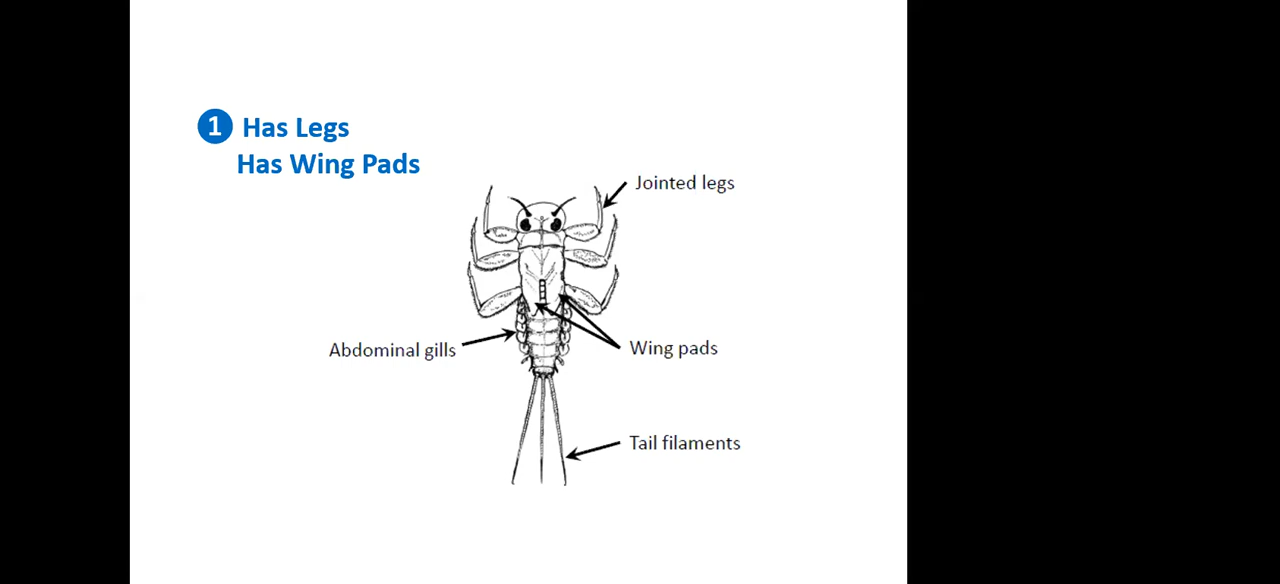 1 Has Legs
Has Wing Pads
Jointed legs
Abdominal gills
Wing pads
Tail filaments